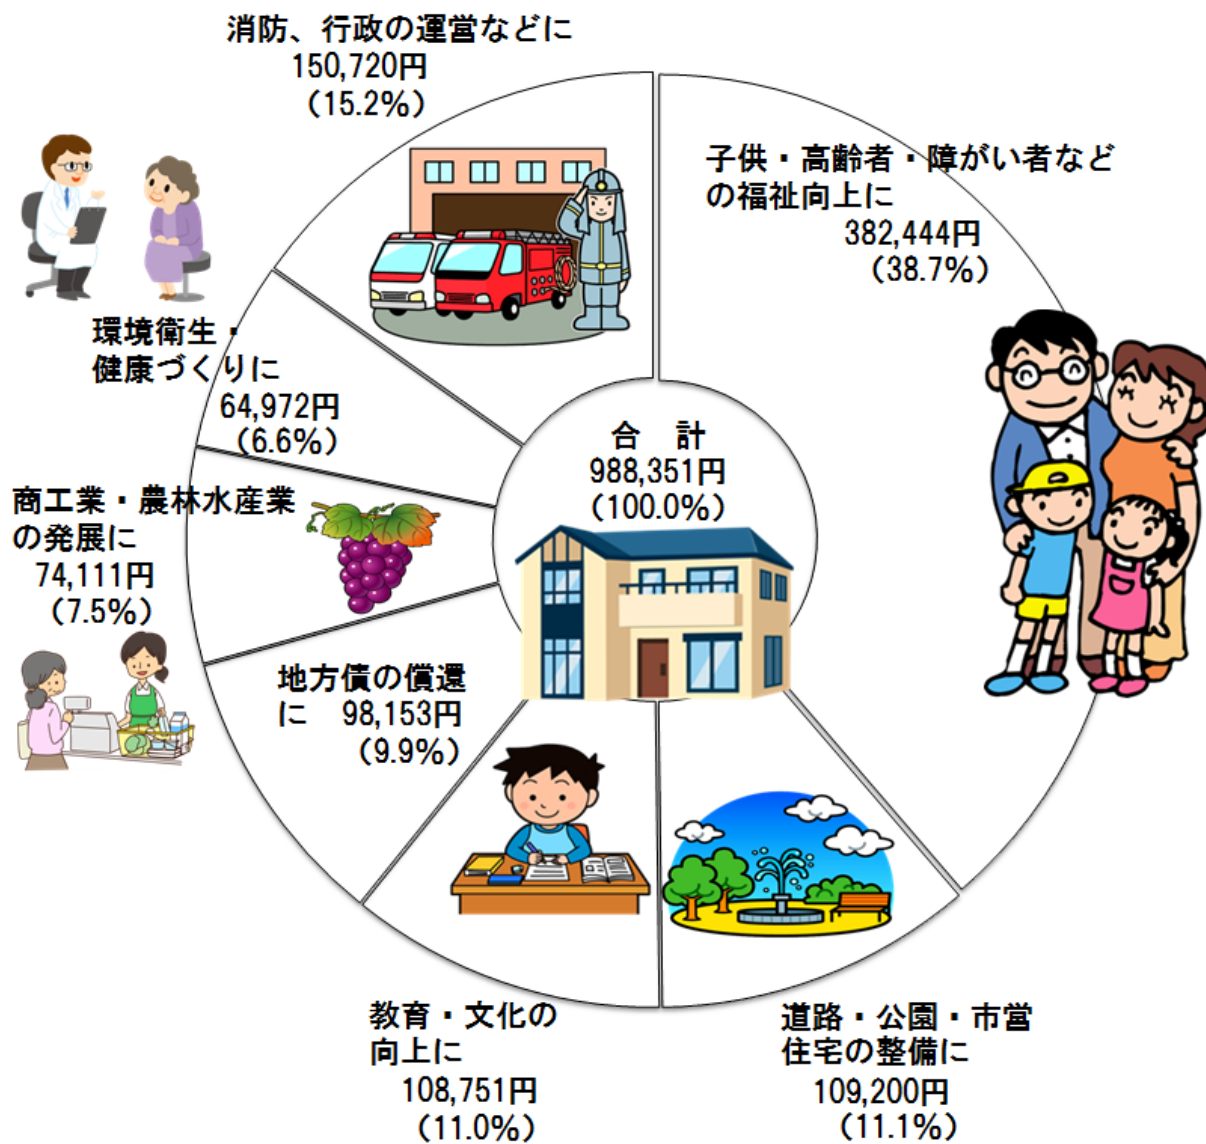 消防、行政の運営などに
150,720円
（15.2%）
子供・高齢者・障がい者など
の福祉向上に
382,444円
（38.7%）
環境衛生・
健康づくりに
64,972円
（6.6%）
合　計
988,351円
（100.0%）
商工業・農林水産業
の発展に
74,111円
（7.5%）
地方債の償還
に　98,153円
（9.9%）
教育・文化の
向上に
108,751円
（11.0%）
道路・公園・市営
住宅の整備に
109,200円
（11.1%）